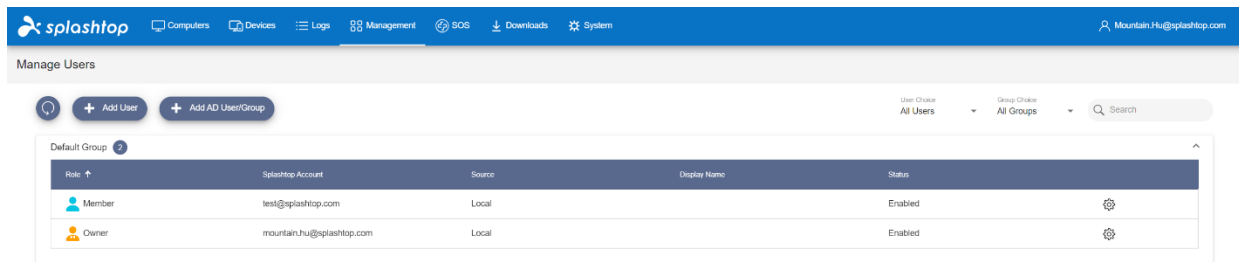 splashtop Computers Devices Logs Management SOS Downloads System Mountain.Hu@splashtop.com
Manage Users
+ Add User + Add AD User/Group
User Choice Group Choice
All Users All Groups Search
Default Group 2
Role ↑ Splashtop Account Source Display Name Status
Member test@splashtop.com Local Enabled
Owner mountain.hu@splashtop.com Local Enabled